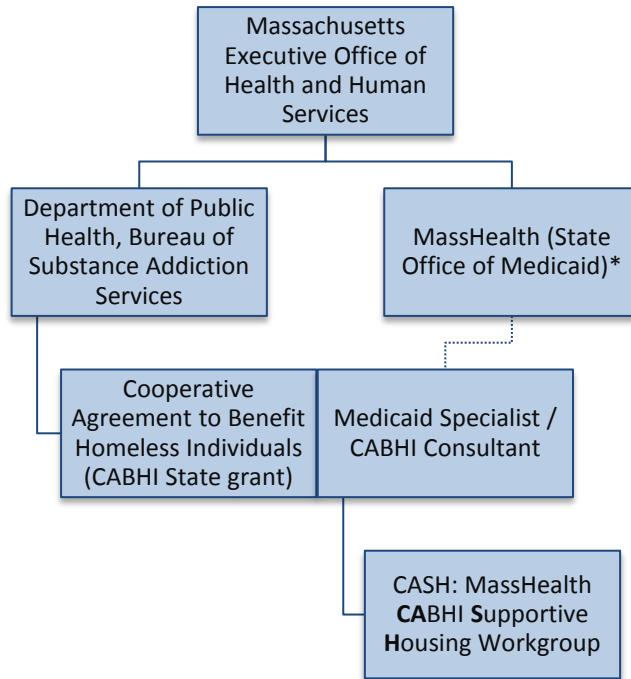 Massachusetts
Executive Office of
Health and Human
Services
Department of Public
Health, Bureau of
Substance Addiction
Services
MassHealth (State
Office of Medicaid)*
Cooperative
Agreement to Benefit
Homeless Individuals
(CABHI State grant)
Medicaid Specialist /
CABHI Consultant
CASH: MassHealth
CABHI Supportive
Housing Workgroup